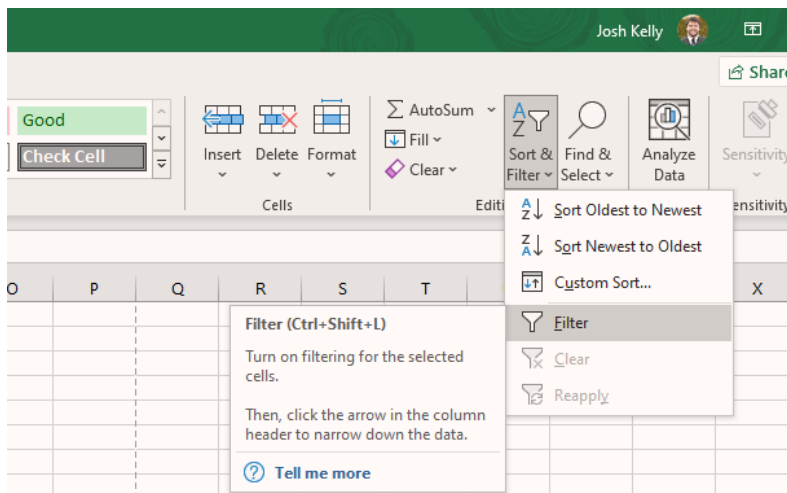 Josh Kelly
Share
Good
Check Cell
Insert Delete Format
Cells
AutoSum
Fill
Clear
Editi
Sort & Filter
Find & Select
Analyze Data
Sensitivity
ensitivity
Sort Oldest to Newest
Sort Newest to Oldest
Custom Sort...
Filter
Clear
Reapply
O P Q R S T X
Filter (Ctrl+Shift+L)
Turn on filtering for the selected
cells.
Then, click the arrow in the column
header to narrow down the data.
Tell me more